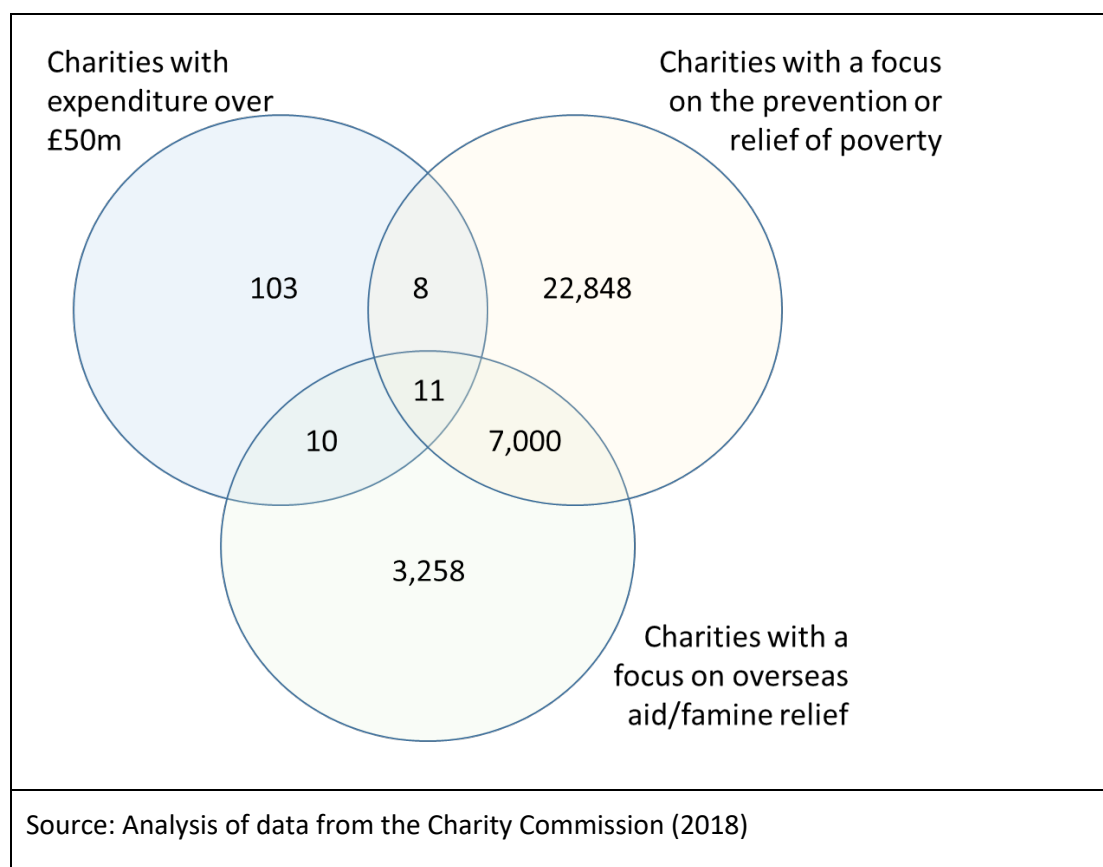 Charities with
expenditure over
£50m
Charities with a focus
on the prevention or
relief of poverty
103
8
22,848
11
10
7,000
3,258
Charities with a
focus on overseas
aid/famine relief
Source: Analysis of data from the Charity Commission (2018)